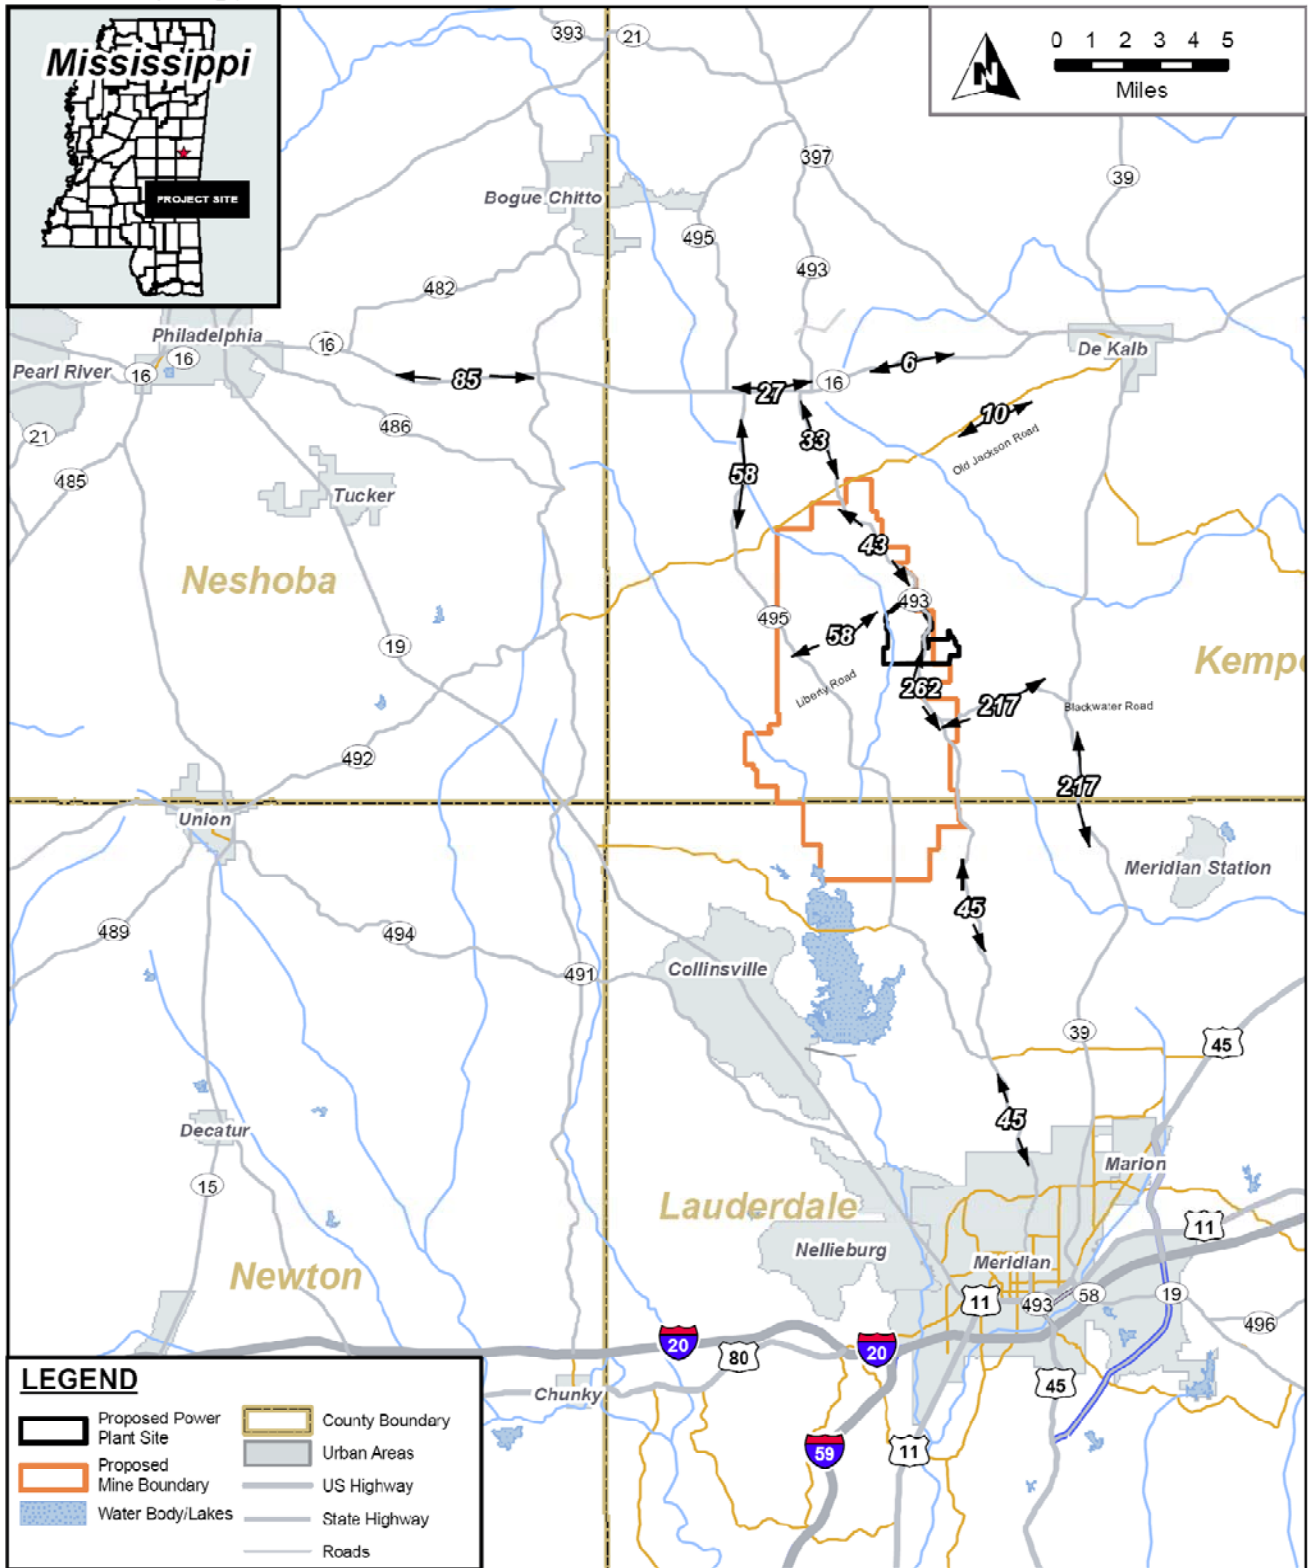 Mississippi
PROJECT SITE
0 1 2 3 4 5
Miles
N
393
21
397
39
Bogue Chitto
495
493
482
Philadelphia
16
16
16
Pearl River
De Kalb
6
85
27
16
10
21
486
33
Old Jackson Road
485
58
Tucker
43
Neshoba
493
495
58
19
Kempe
Liberty Road
262
217
Blackwater Road
492
217
Union
Meridian Station
45
489
494
Collinsville
491
39
45
45
Decatur
Marion
15
Lauderdale
11
Nellieburg
Newton
Meridian
11
493
58
19
496
20
80
20
45
Chunky
59
11
LEGEND
Proposed Power
Plant Site
Proposed
Mine Boundary
Water Body/Lakes
County Boundary
Urban Areas
US Highway
State Highway
Roads